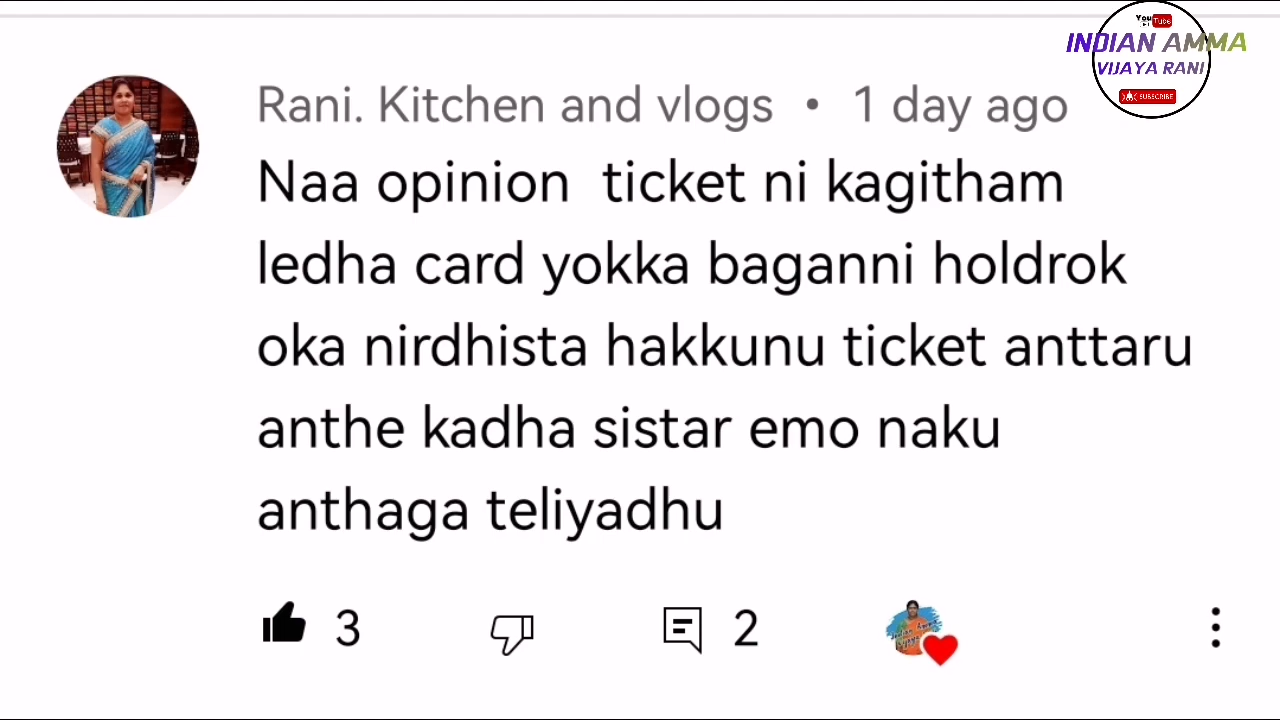 YouTube
INDIAN AMMA
VIJAYA RANI
SUBSCRIBE
Rani. Kitchen and vlogs • 1 day ago
Naa opinion ticket ni kagitham
ledha card yokka baganni holdrok
oka nirdhista hakkunu ticket anttaru
anthe kadha sistar emo naku
anthaga teliyadhu
3
2